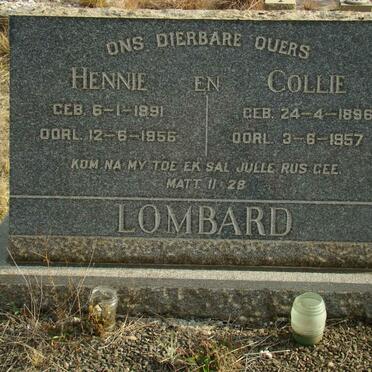 ONS DIERBARE OUERS
HENNIE EN COLLIE
GEB. 6-1-1891 GEB. 24-4-1896
OORL. 12-6-1956 OORL. 3-6-1957
KOM NA MY TOE EK SAL JULLE RUS GEE.
MATT. 11:28
LOMBARD